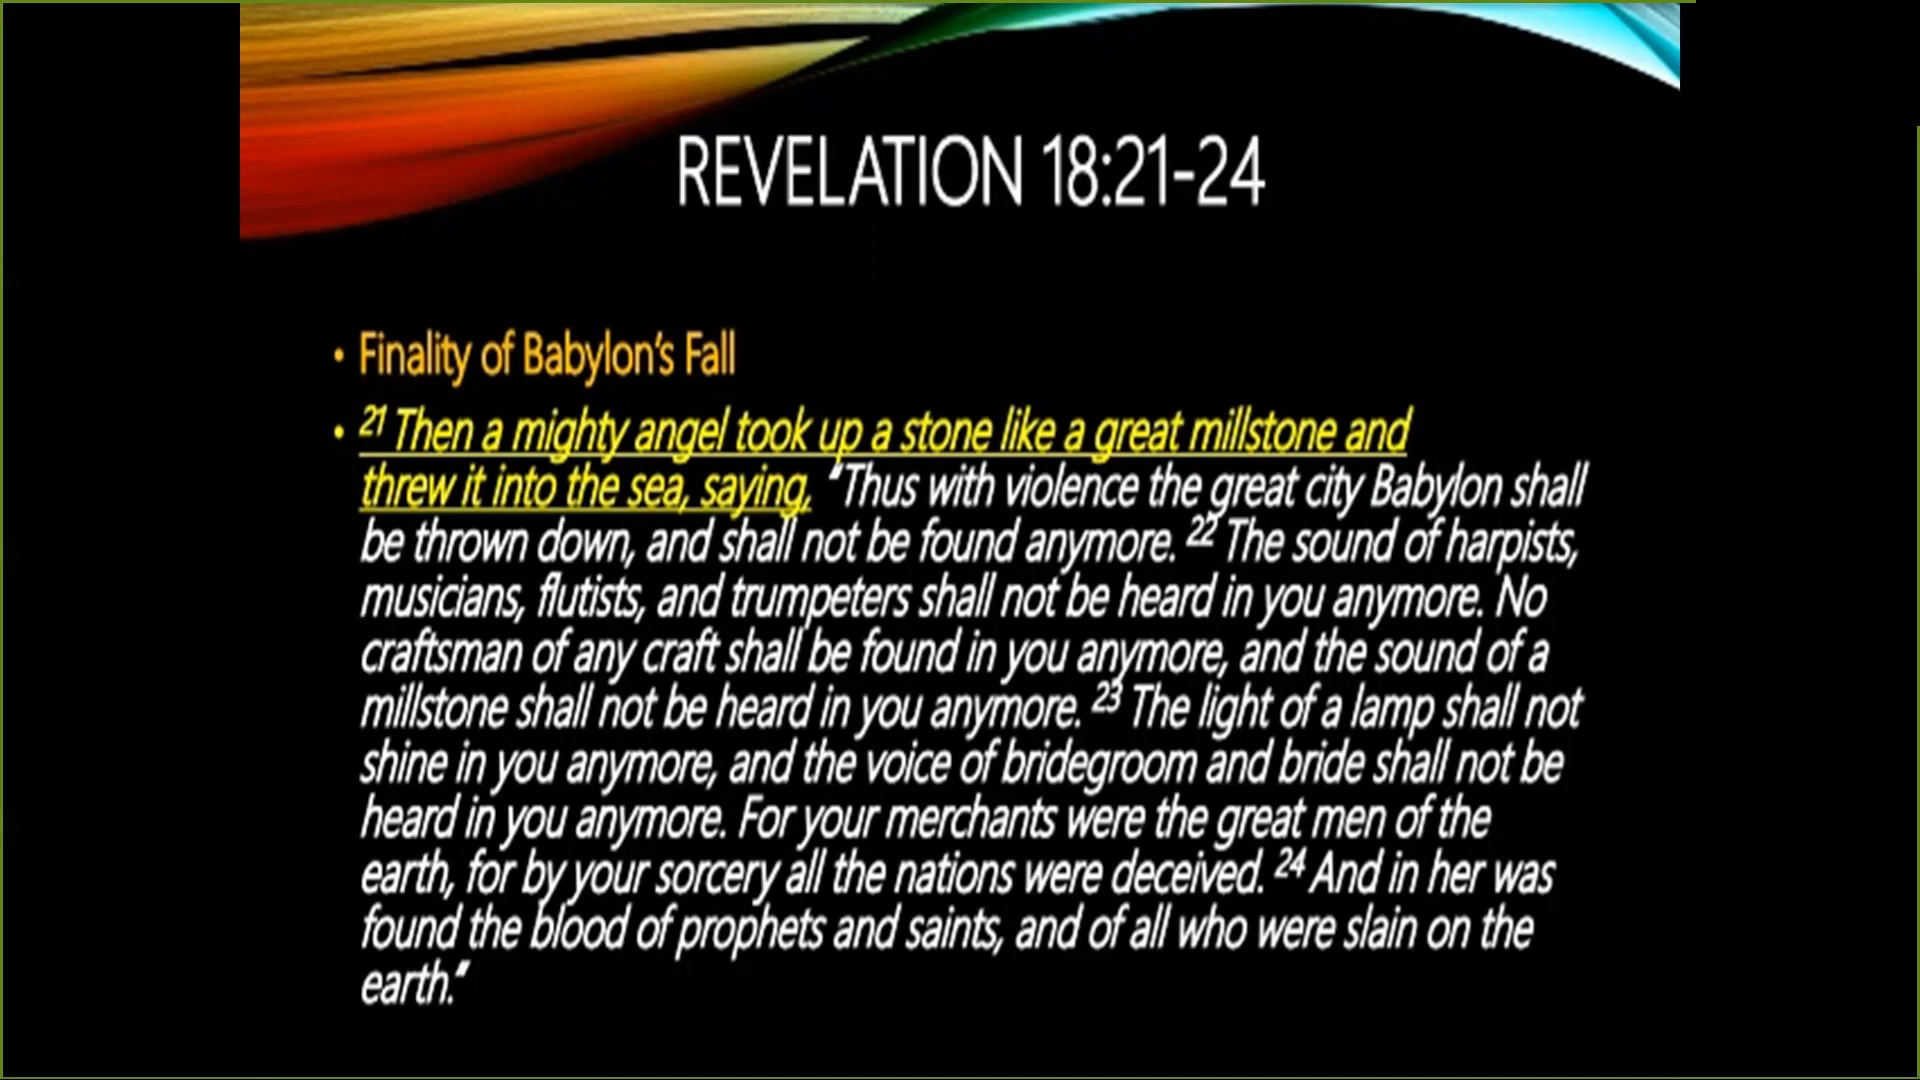 REVELATION 18:21-24
• Finality of Babylon's Fall
• 21 Then a mighty angel took up a stone like a great millstone and
threw it into the sea, saying, "Thus with violence the great city Babylon shall
be thrown down, and shall not be found anymore. 22 The sound of harpists,
musicians, flutists, and trumpeters shall not be heard in you anymore. No
craftsman of any craft shall be found in you anymore, and the sound of a
millstone shall not be heard in you anymore. 23 The light of a lamp shall not
shine in you anymore, and the voice of bridegroom and bride shall not be
heard in you anymore. For your merchants were the great men of the
earth, for by your sorcery all the nations were deceived. 24 And in her was
found the blood of prophets and saints, and of all who were slain on the
earth."